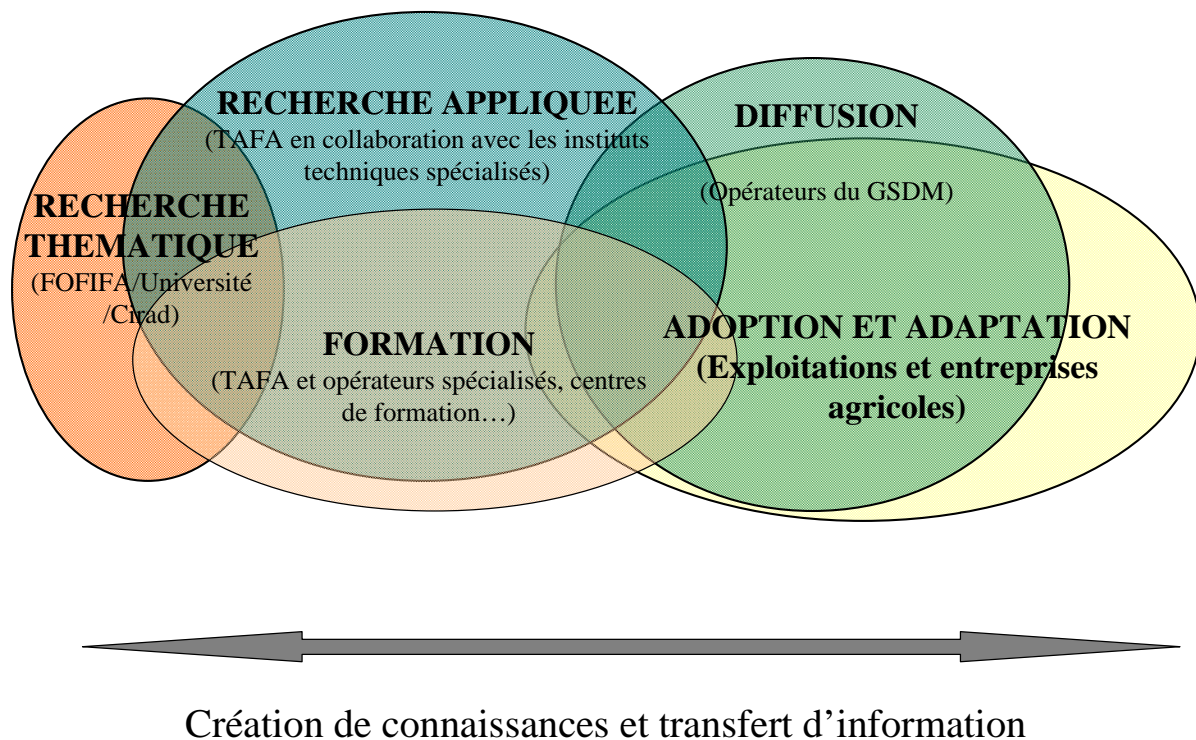 RECHERCHE APPLIQUEE
(TAFA en collaboration avec les instituts
techniques spécialisés)
DIFFUSION
(Opérateurs du GSDM)
RECHERCHE
THEMATIQUE
(FOFIFA/Université
/Cirad)
FORMATION
(TAFA et opérateurs spécialisés, centres
de formation…)
ADOPTION ET ADAPTATION
(Exploitations et entreprises
agricoles)
Création de connaissances et transfert d’information